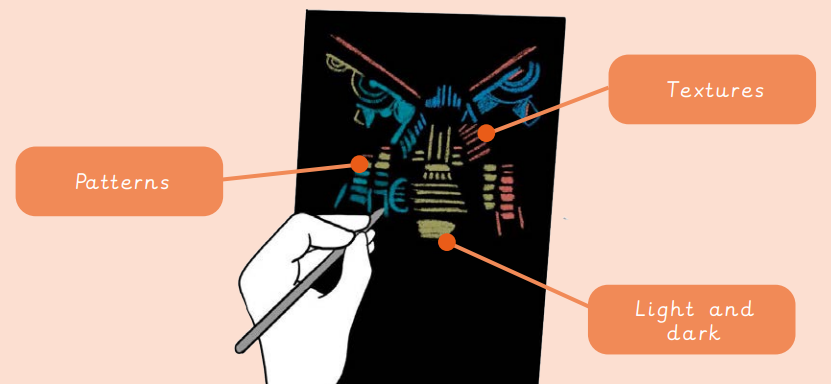 Textures
Patterns
Light and
dark